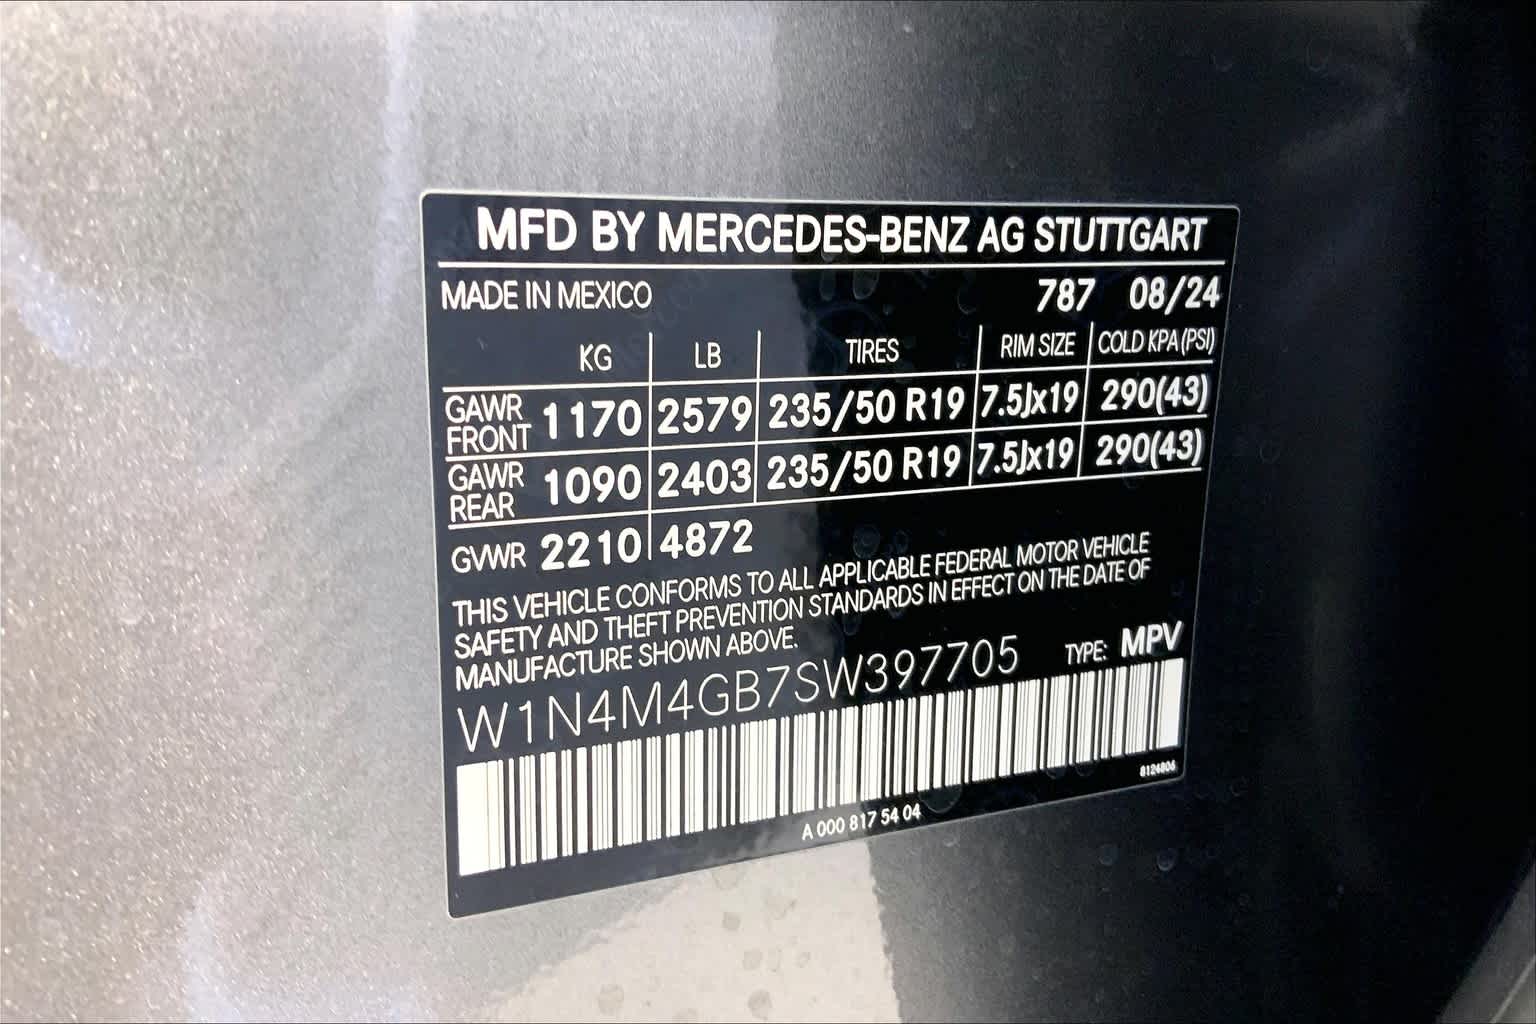 MFD BY MERCEDES-BENZ AG STUTTGART
MADE IN MEXICO 787 08/24
KG LB TIRES RIM SIZE COLD KPA (PSI)
GAWR FRONT 1170 2579 235/50 R19 7.5Jx19 290(43)
GAWR REAR 1090 2403 235/50 R19 7.5Jx19 290(43)
GVWR 2210 4872
THIS VEHICLE CONFORMS TO ALL APPLICABLE FEDERAL MOTOR VEHICLE
SAFETY AND THEFT PREVENTION STANDARDS IN EFFECT ON THE DATE OF
MANUFACTURE SHOWN ABOVE.
W1N4M4GB7SW397705 TYPE: MPV
8124806
A 000 817 54 04